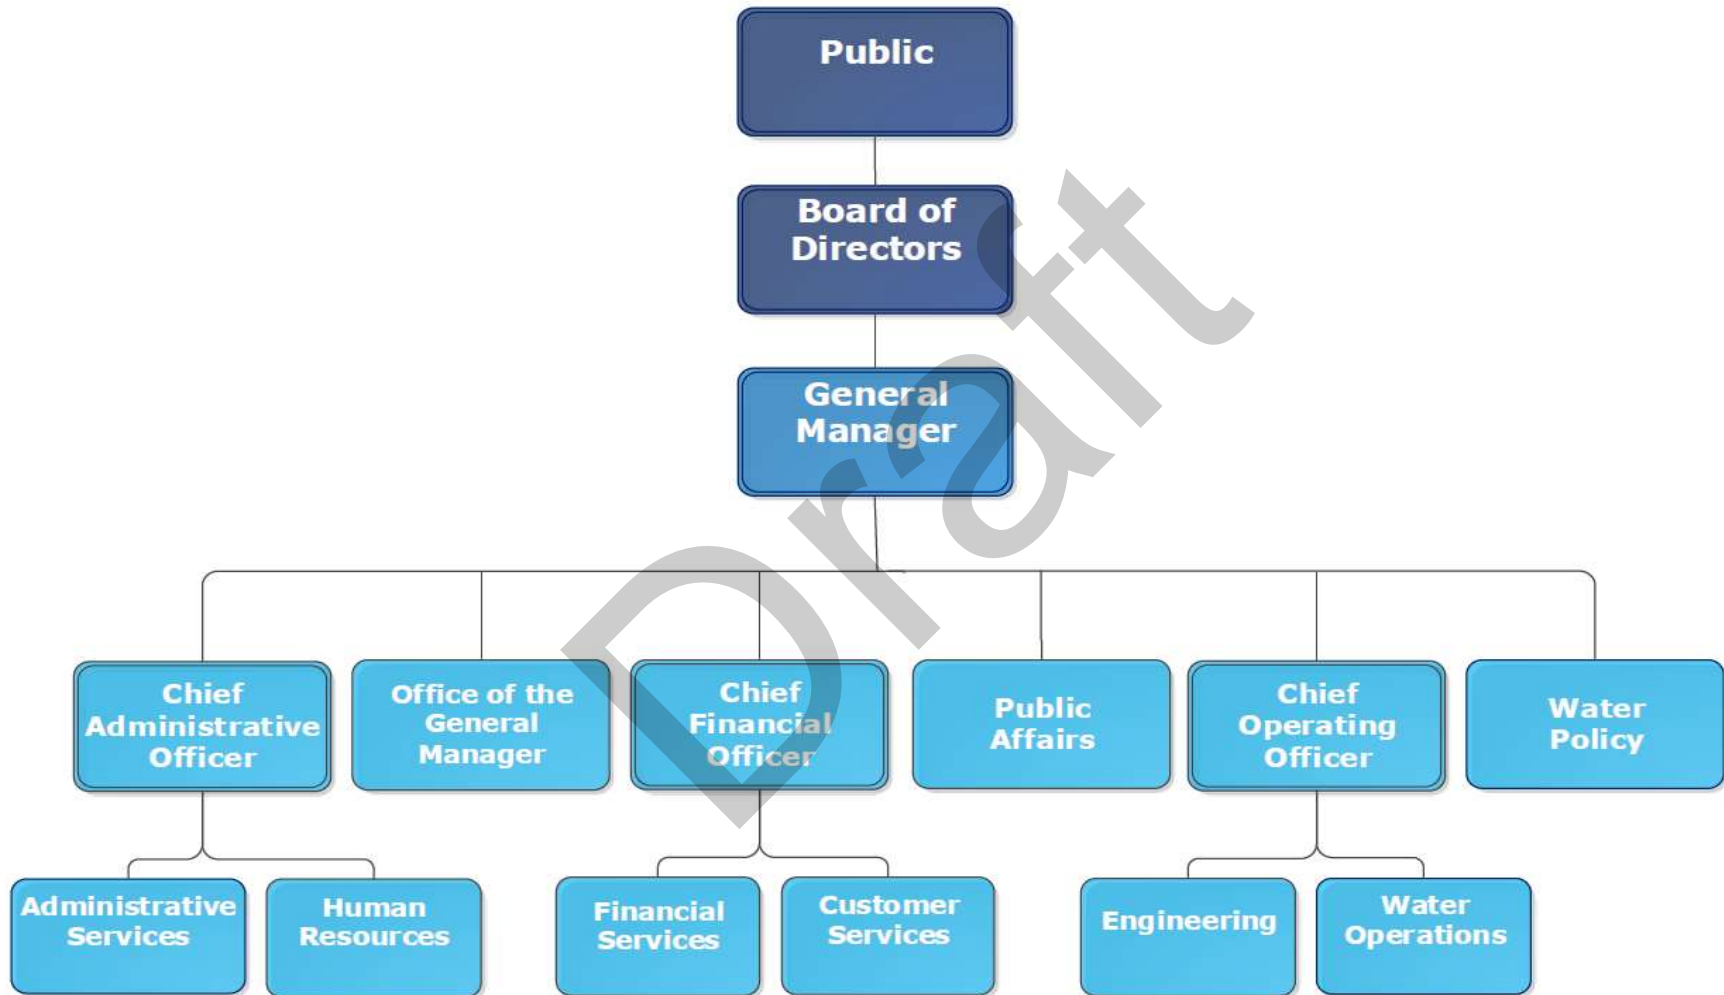 Public
Board of
Directors
General
Manager
Chief
Administrative
Officer
Office of the
General
Manager
Chief
Financial
Officer
Public
Affairs
Chief
Operating
Officer
Water
Policy
Administrative
Services
Human
Resources
Financial
Services
Customer
Services
Engineering
Water
Operations
Draft